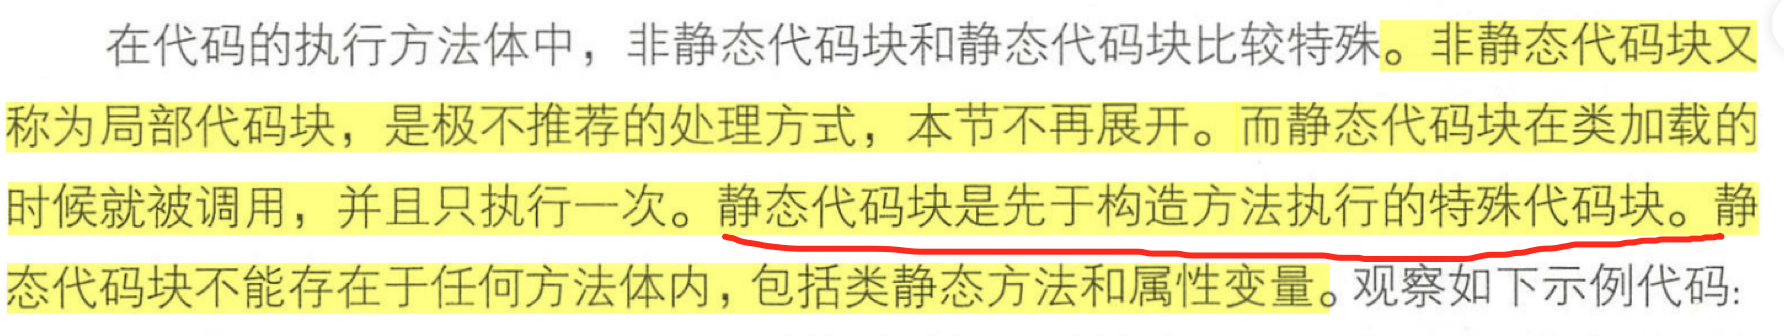 在代码的执行方法体中，非静态代码块和静态代码块比较特殊。非静态代码块又
称为局部代码块，是极不推荐的处理方式，本节不再展开。而静态代码块在类加载的
时候就被调用，并且只执行一次。静态代码块是先于构造方法执行的特殊代码块。静
态代码块不能存在于任何方法体内，包括类静态方法和属性变量。观察如下示例代码: